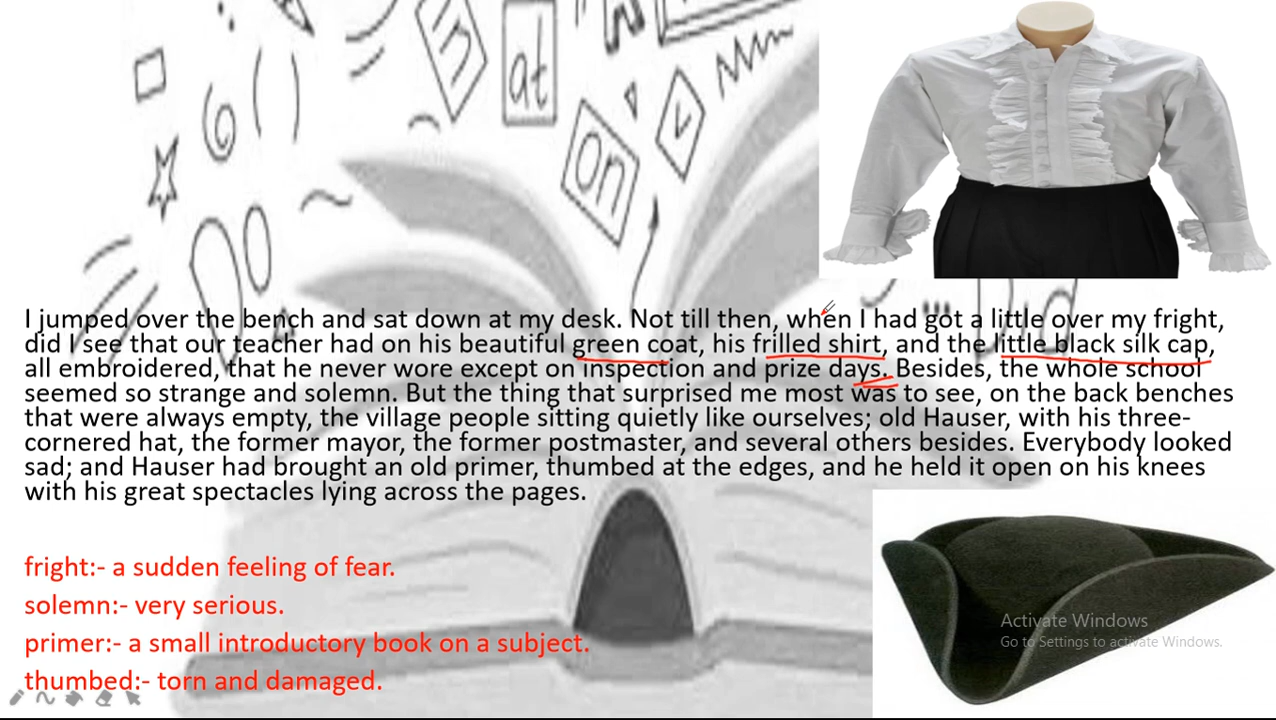 in
at
on
Did
I jumped over the bench and sat down at my desk. Not till then, when I had got a little over my fright,
did I see that our teacher had on his beautiful green coat, his frilled shirt, and the little black silk cap,
all embroidered, that he never wore except on inspection and prize days. Besides, the whole school
seemed so strange and solemn. But the thing that surprised me most was to see, on the back benches
that were always empty, the village people sitting quietly like ourselves; old Hauser, with his three-
cornered hat, the former mayor, the former postmaster, and several others besides. Everybody looked
sad; and Hauser had brought an old primer, thumbed at the edges, and he held it open on his knees
with his great spectacles lying across the pages.
fright:- a sudden feeling of fear.
solemn:- very serious.
primer:- a small introductory book on a subject.
thumbed:- torn and damaged.
Activate Windows
Go to Settings to activate Windows.